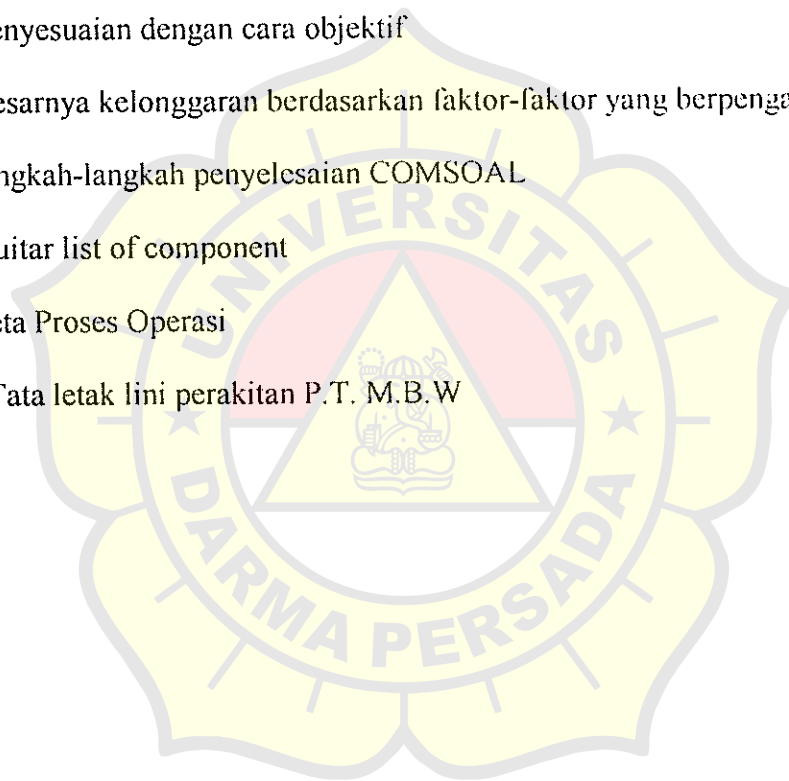 enyesuaian dengan cara objektif
esarnya kelonggaran berdasarkan faktor-faktor yang berpenga
ngkah-langkah penyelesaian COMSOAL
uitar list of component
eta Proses Operasi
Tata letak lini perakitan P.T. M.B.W
UNIVERSITAS
DARMA PERSADA